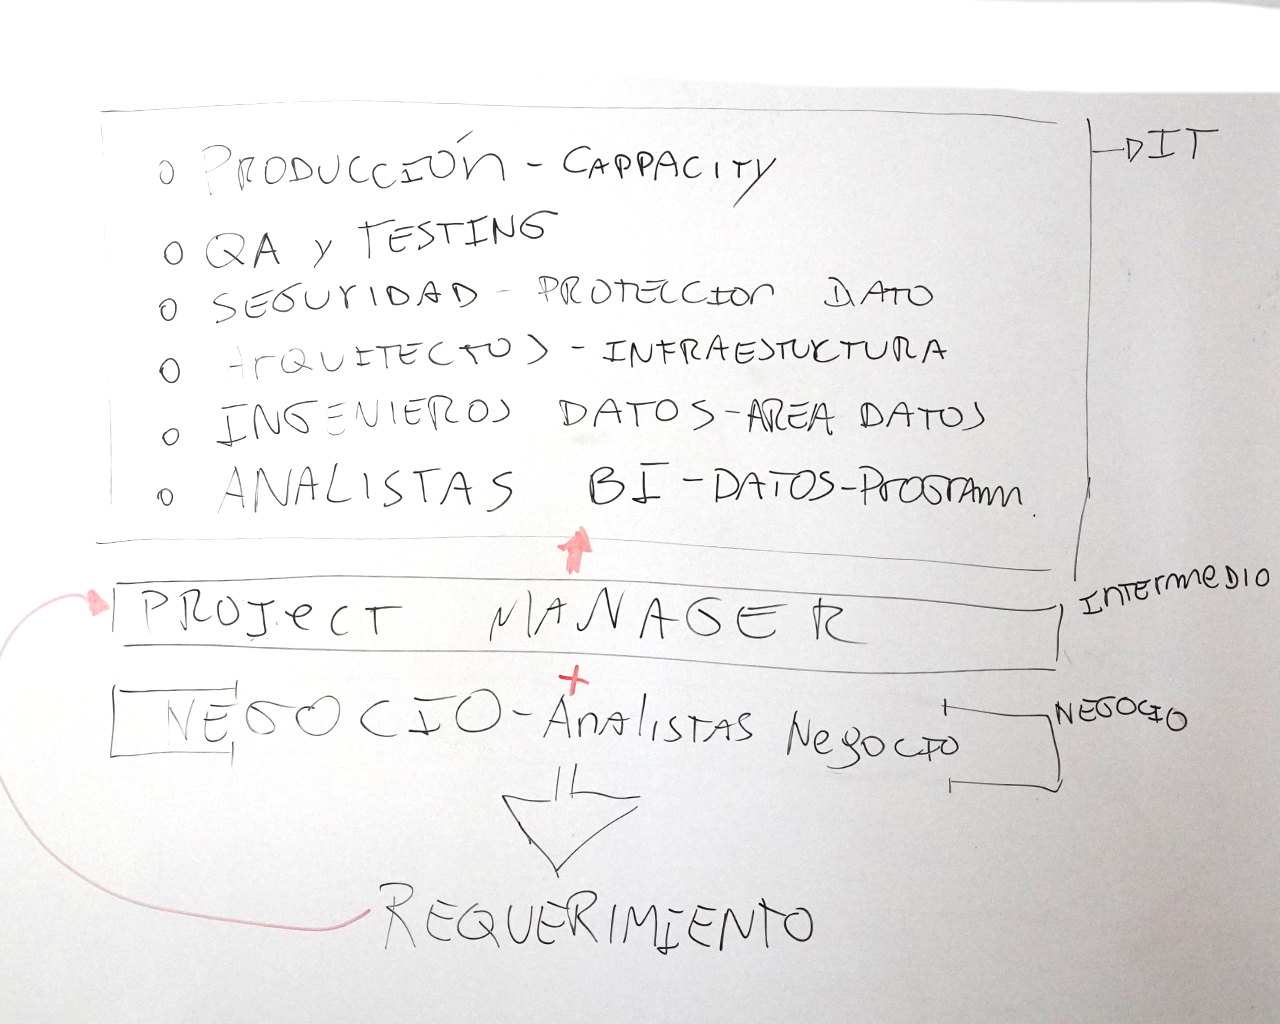 o PRODUCCIÓn - CAPPACITY
DIT
o QA y TESTING
o SEGUrIDAD - PROTECCIOn DATO
o ArQUITECTOS - INFRAESTUCTURA
o INGENIEROS DATOS - AREA DATOS
o ANALISTAS BI - DATOS - PrOGRAmm.
INTermeDIO
PROJecT MANAGER
+
NEGOCIO - AnAlISTAS NegOCIO
NEGOCIO
REQUERIMIENTO